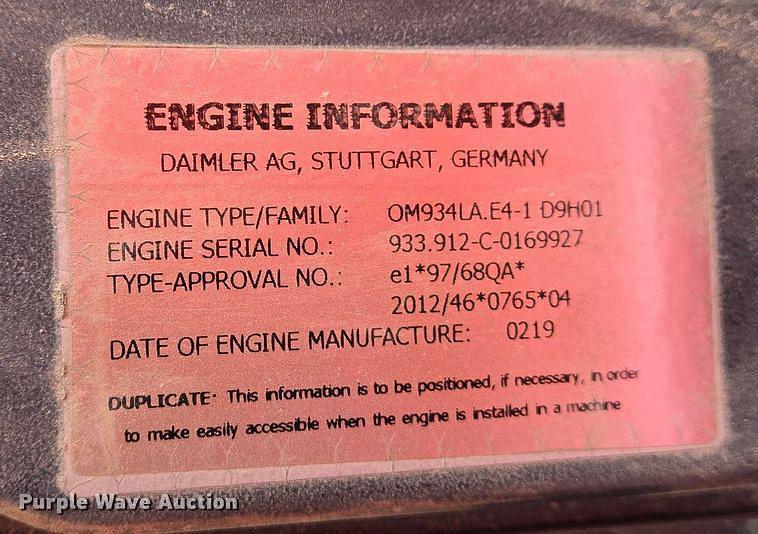 ENGINE INFORMATION
DAIMLER AG, STUTTGART, GERMANY
ENGINE TYPE/FAMILY: OM934LA.E4-1 D9H01
ENGINE SERIAL NO.: 933.912-C-0169927
TYPE-APPROVAL NO.: e1*97/68QA*
2012/46*0765*04
DATE OF ENGINE MANUFACTURE: 0219
DUPLICATE: This information is to be positioned, if necessary, in order
to make easily accessible when the engine is installed in a machine
Purple Wave Auction